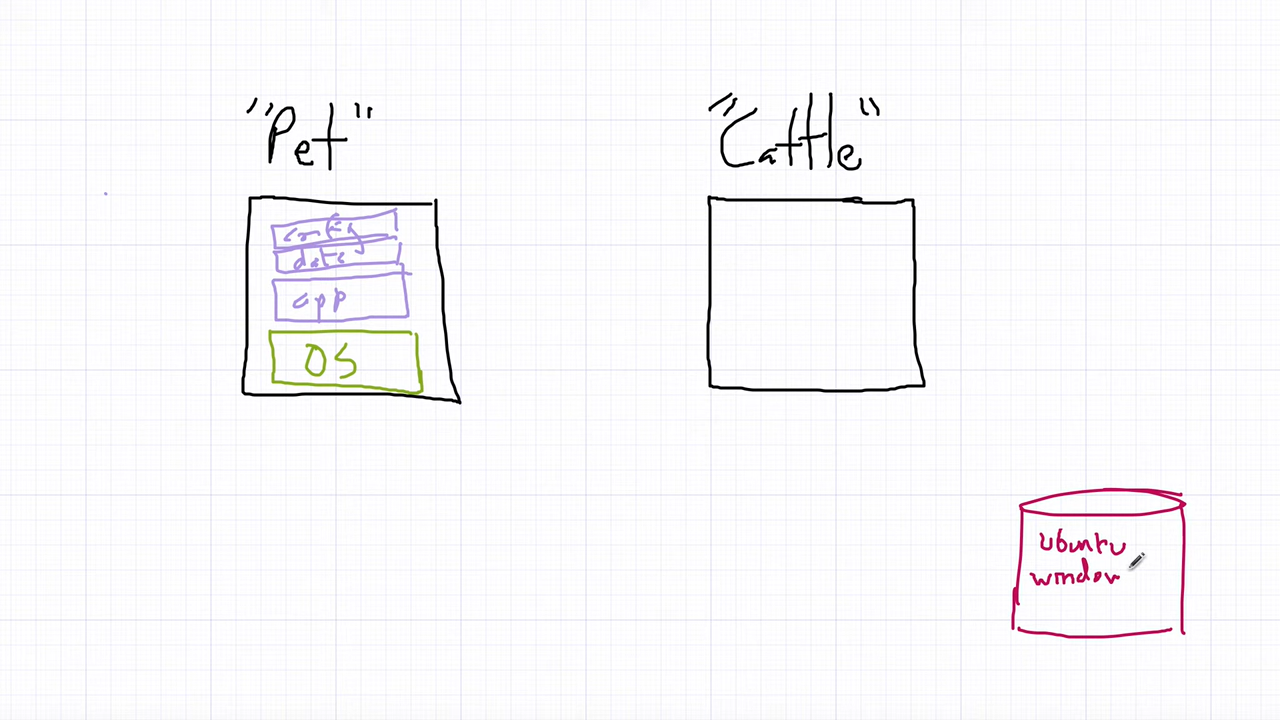 "Pet"
"Cattle"
config
data
app
OS
ubuntu
window